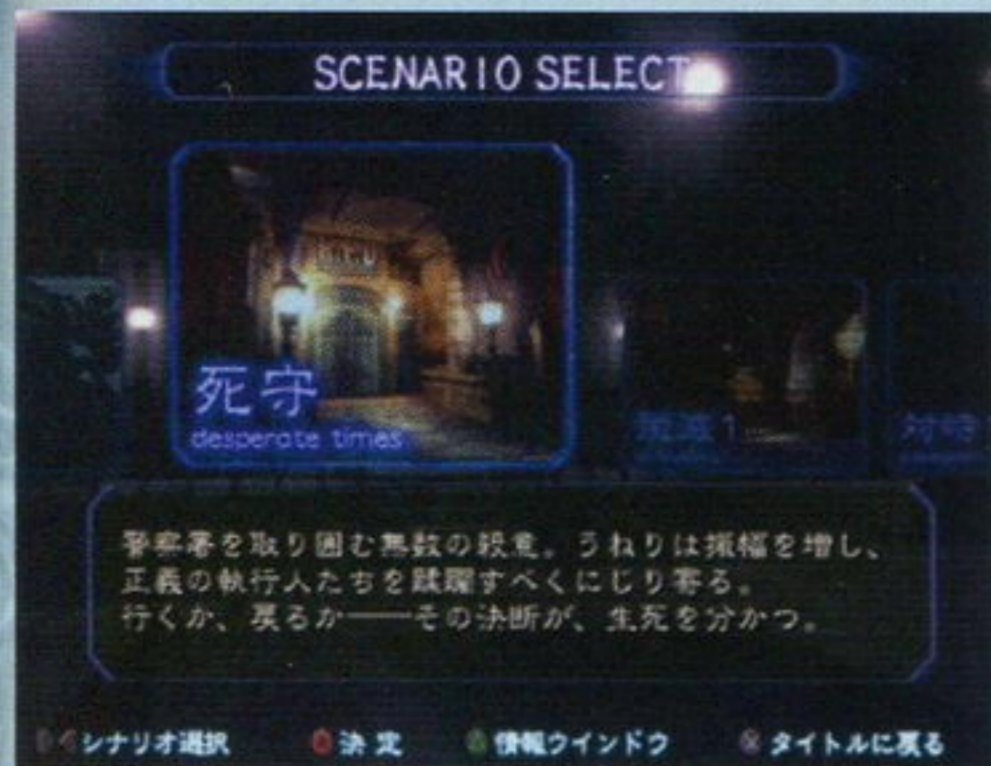 SCENARIO SELECT
死守
desperate times
警察署を取り囲む無数の殺意。うねりは振幅を増し、
正義の執行人たちを蹂躙すべくにじり寄る。
行くか、戻るか──その決断が、生死を分かつ。
シナリオ選択
決定
情報ウインドウ
タイトルに戻る